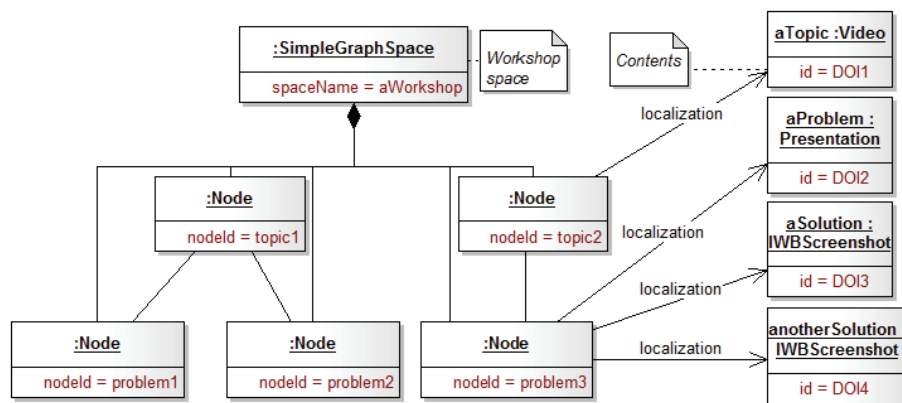 :SimpleGraphSpace
spaceName = aWorkshop
Workshop
space
Contents
aTopic :Video
id = DOI1
localization
aProblem :
Presentation
id = DOI2
:Node
nodeId = topic1
:Node
nodeId = topic2
localization
aSolution :
IWBScreenshot
id = DOI3
localization
:Node
nodeId = problem1
:Node
nodeId = problem2
:Node
nodeId = problem3
localization
anotherSolution
IWBScreenshot
id = DOI4